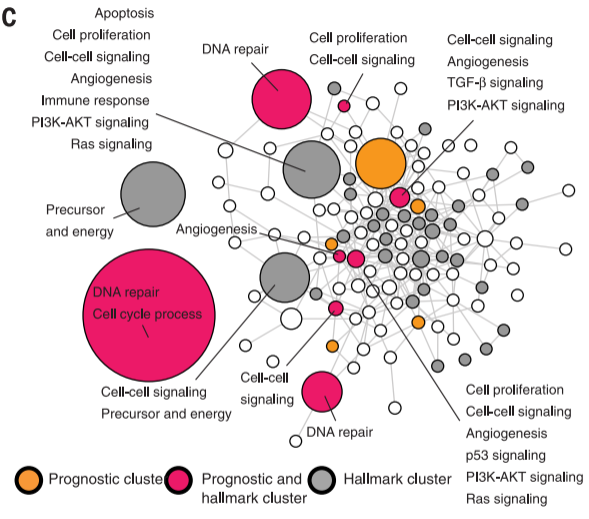 C
Apoptosis
Cell proliferation
Cell-cell signaling
Angiogenesis
Immune response
PI3K-AKT signaling
Ras signaling
DNA repair
Cell proliferation
Cell-cell signaling
Cell-cell signaling
Angiogenesis
TGF-β signaling
PI3K-AKT signaling
Precursor
and energy
Angiogenesis
DNA repair
Cell cycle process
Cell-cell signaling
Precursor and energy
Cell-cell
signaling
DNA repair
Cell proliferation
Cell-cell signaling
Angiogenesis
p53 signaling
PI3K-AKT signaling
Ras signaling
Prognostic cluste
Prognostic and
hallmark cluster
Hallmark cluster